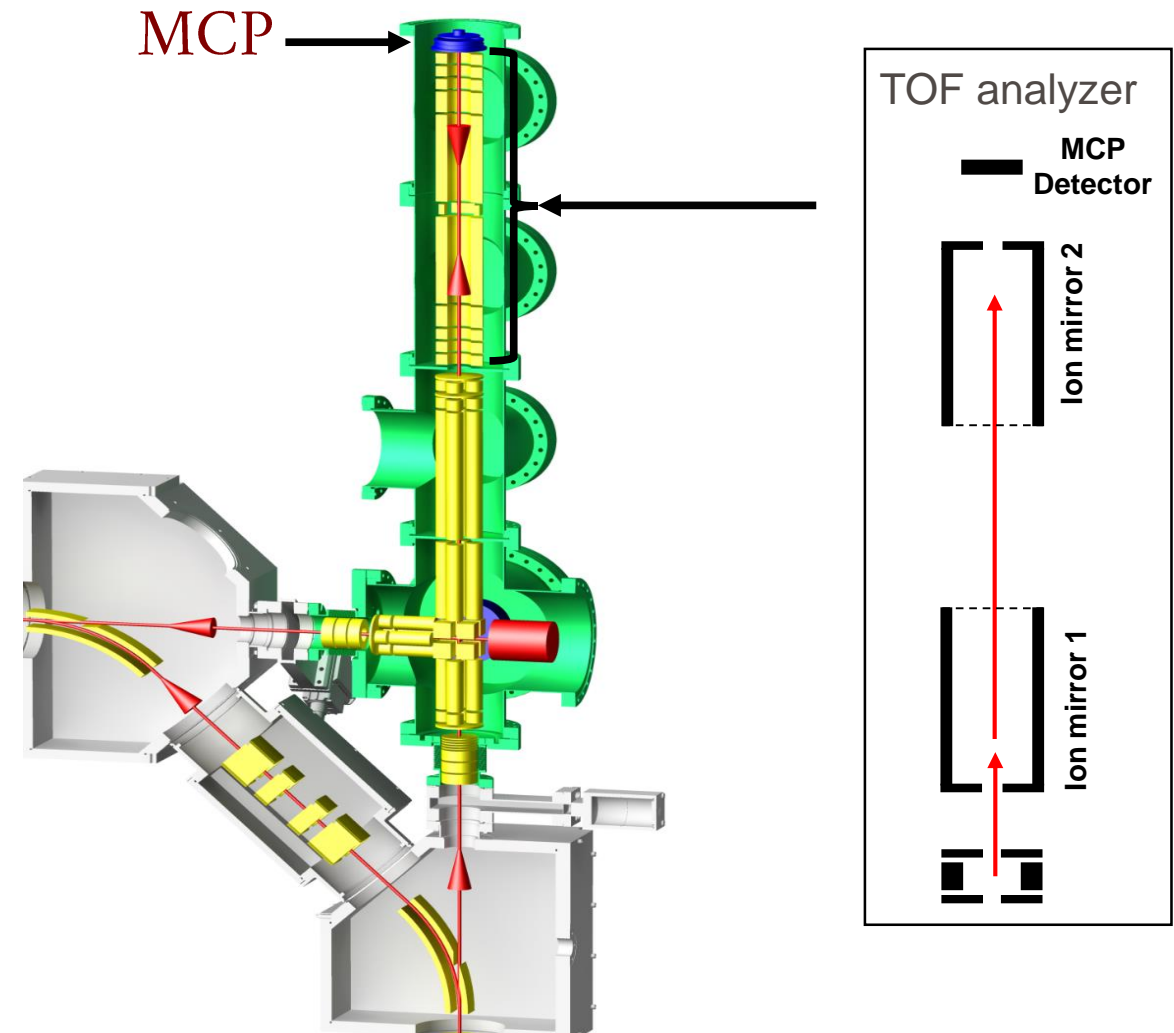 MCP
TOF analyzer
MCP
Detector
Ion mirror 2
Ion mirror 1